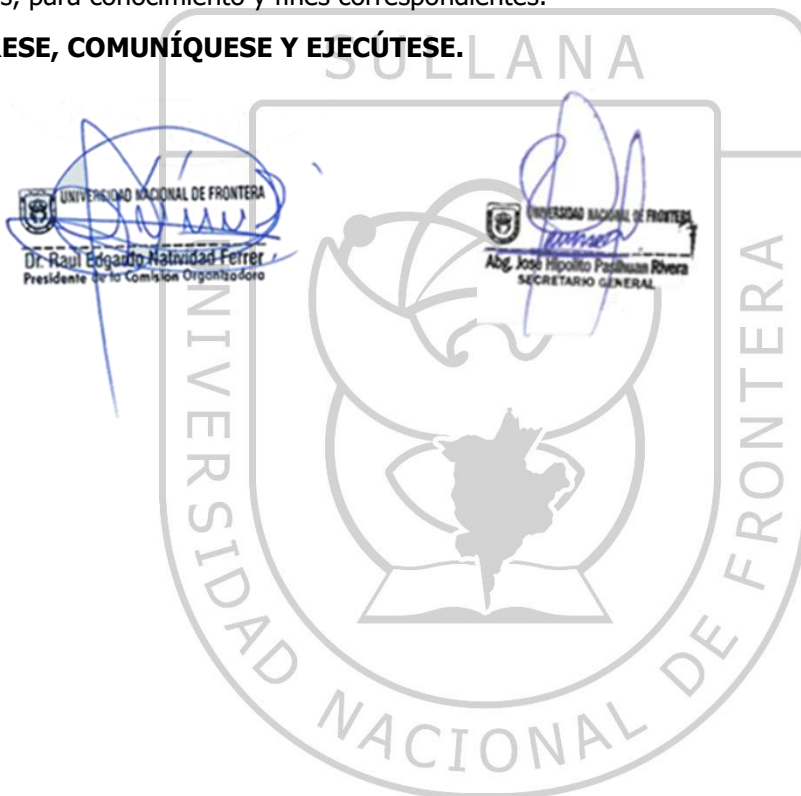 s, para conocimiento y fines correspondientes.
RESE, COMUNÍQUESE Y EJECÚTESE.
SULLANA
UNIVERSIDAD NACIONAL DE FRONTERA
Dr. Raul Edgardo Natividad Ferrer
Presidente de la Comisión Organizadora
UNIVERSIDAD NACIONAL DE FRONTERA
Abg. José Hipolito Pasihuan Rivera
SECRETARIO GENERAL
UNIVERSIDAD NACIONAL DE FRONTERA